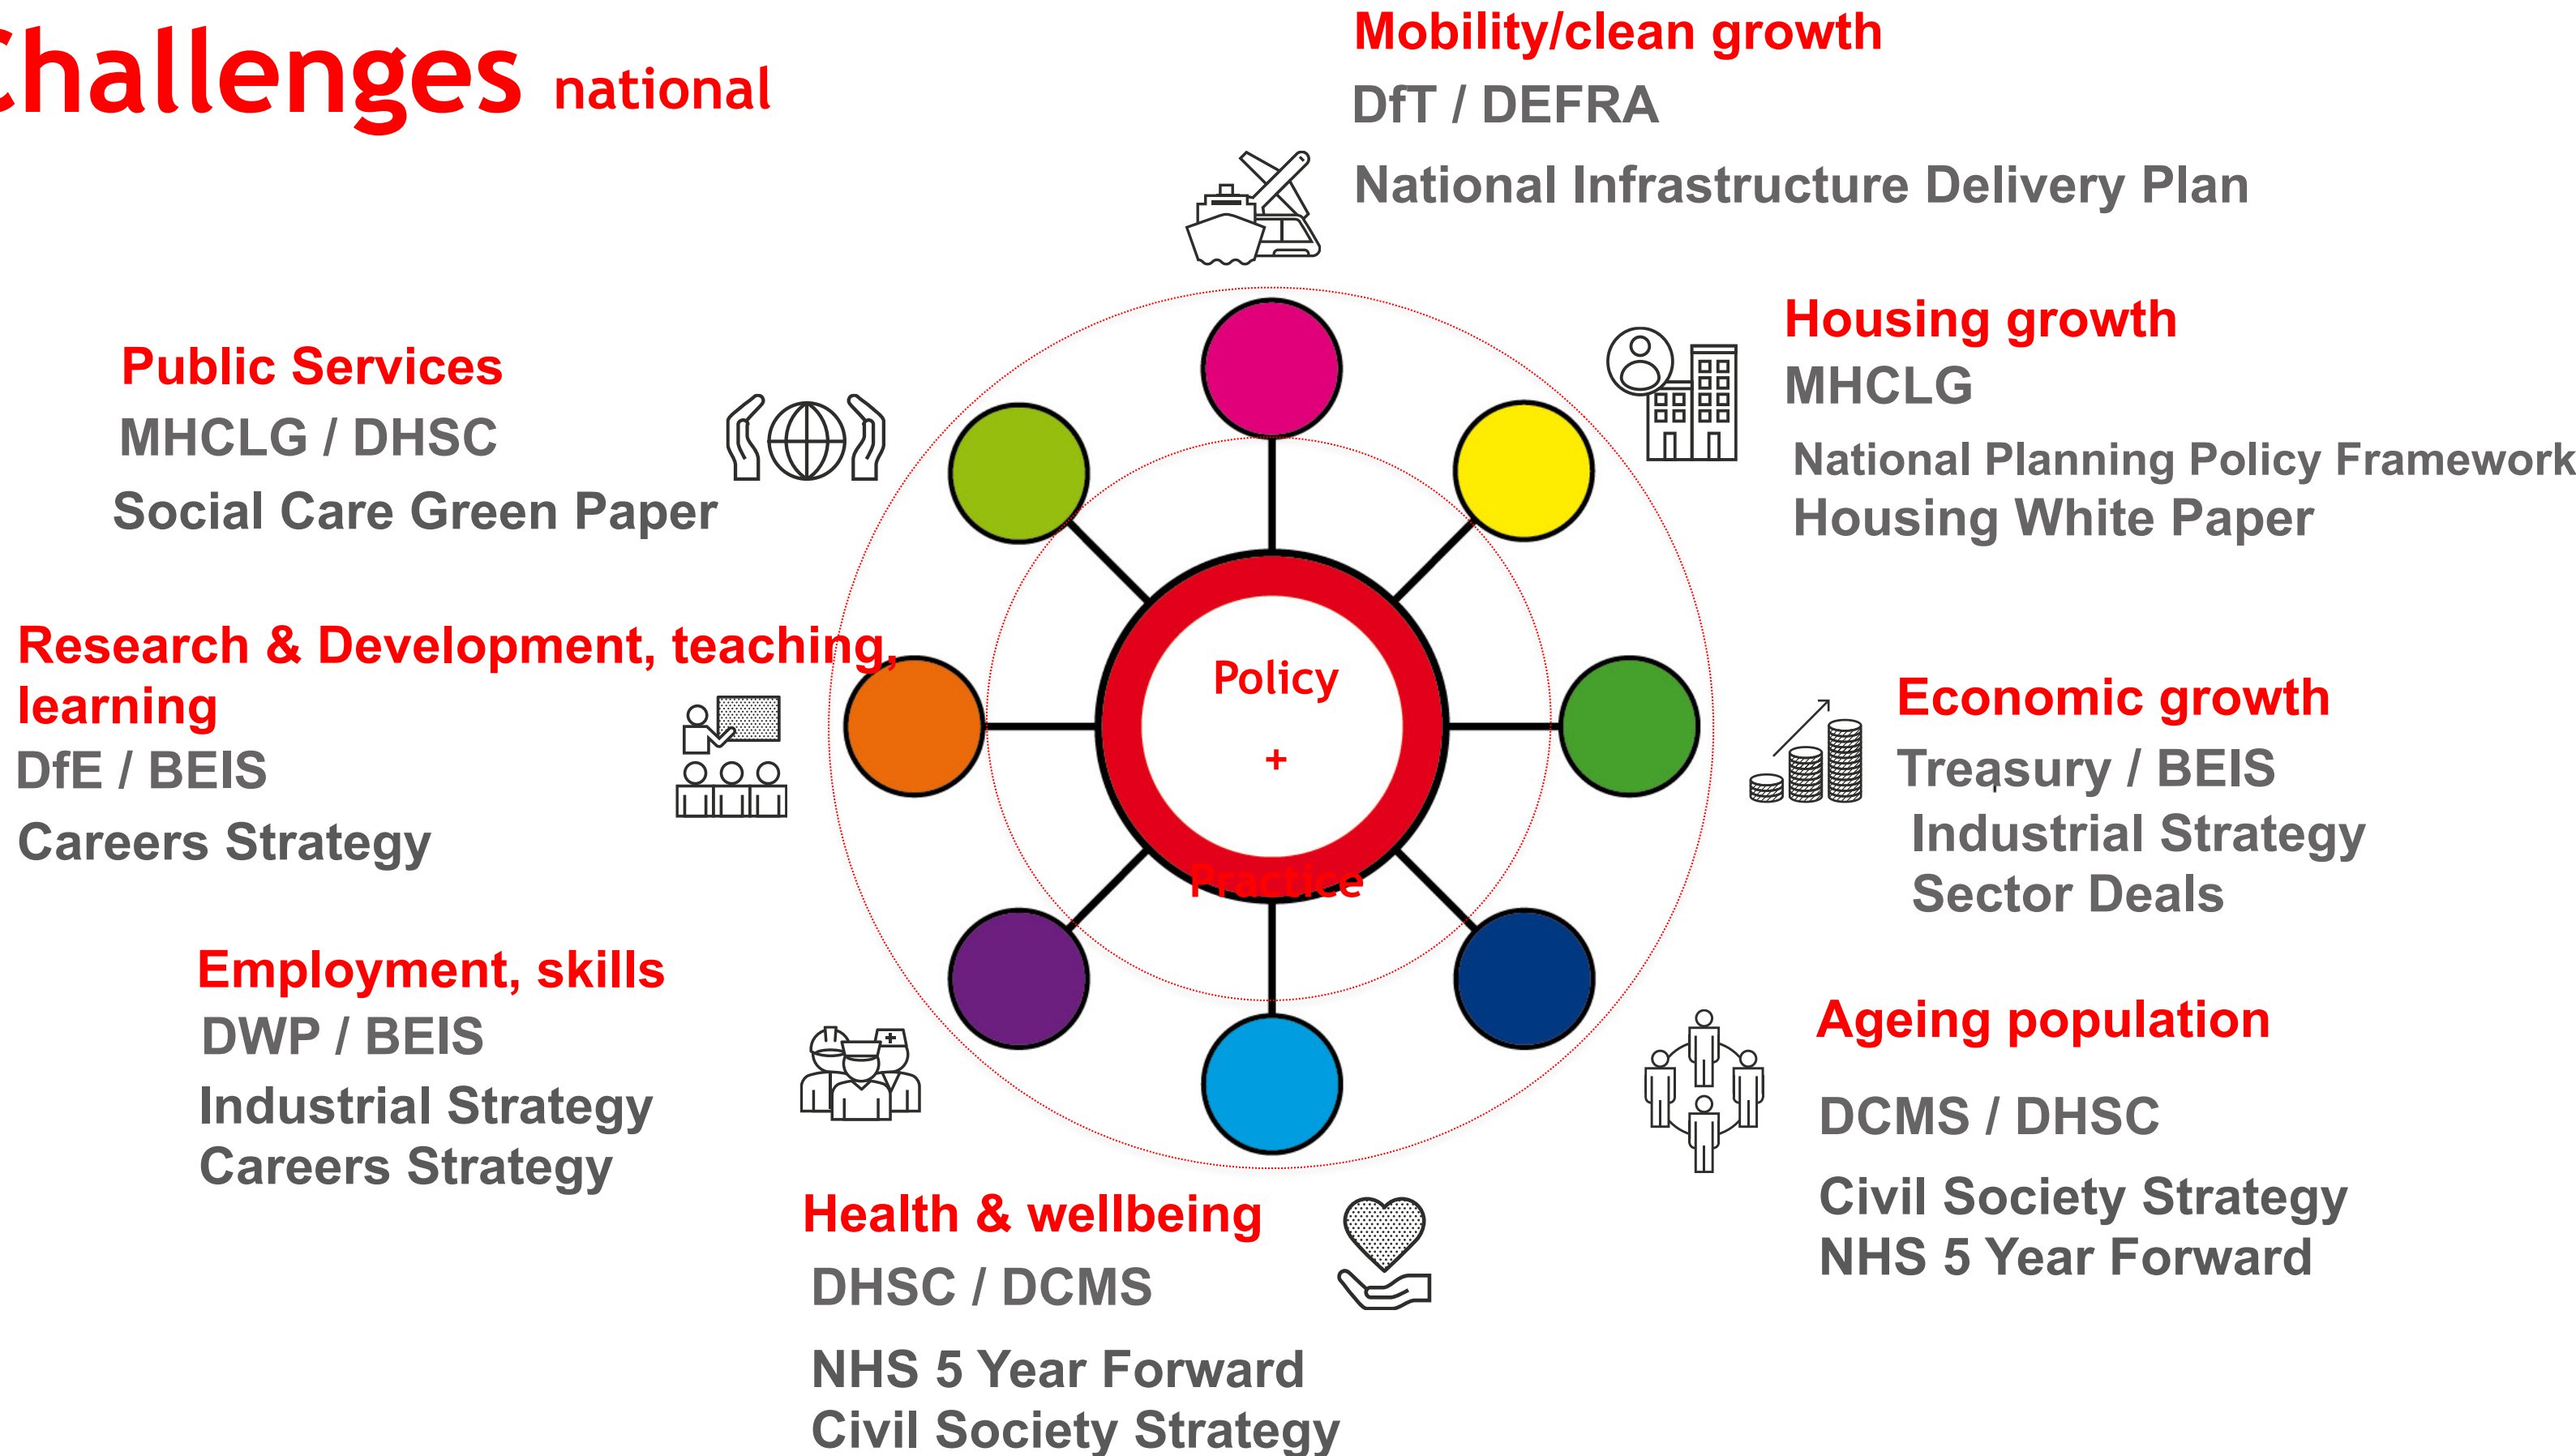 Challenges national
Mobility/clean growth
DfT / DEFRA
National Infrastructure Delivery Plan
Housing growth
MHCLG
National Planning Policy Framework
Housing White Paper
Economic growth
Treasury / BEIS
Industrial Strategy
Sector Deals
Ageing population
DCMS / DHSC
Civil Society Strategy
NHS 5 Year Forward
Health & wellbeing
DHSC / DCMS
NHS 5 Year Forward
Civil Society Strategy
Employment, skills
DWP / BEIS
Industrial Strategy
Careers Strategy
Research & Development, teaching,
learning
DfE / BEIS
Careers Strategy
Public Services
MHCLG / DHSC
Social Care Green Paper
Policy
+
Practice